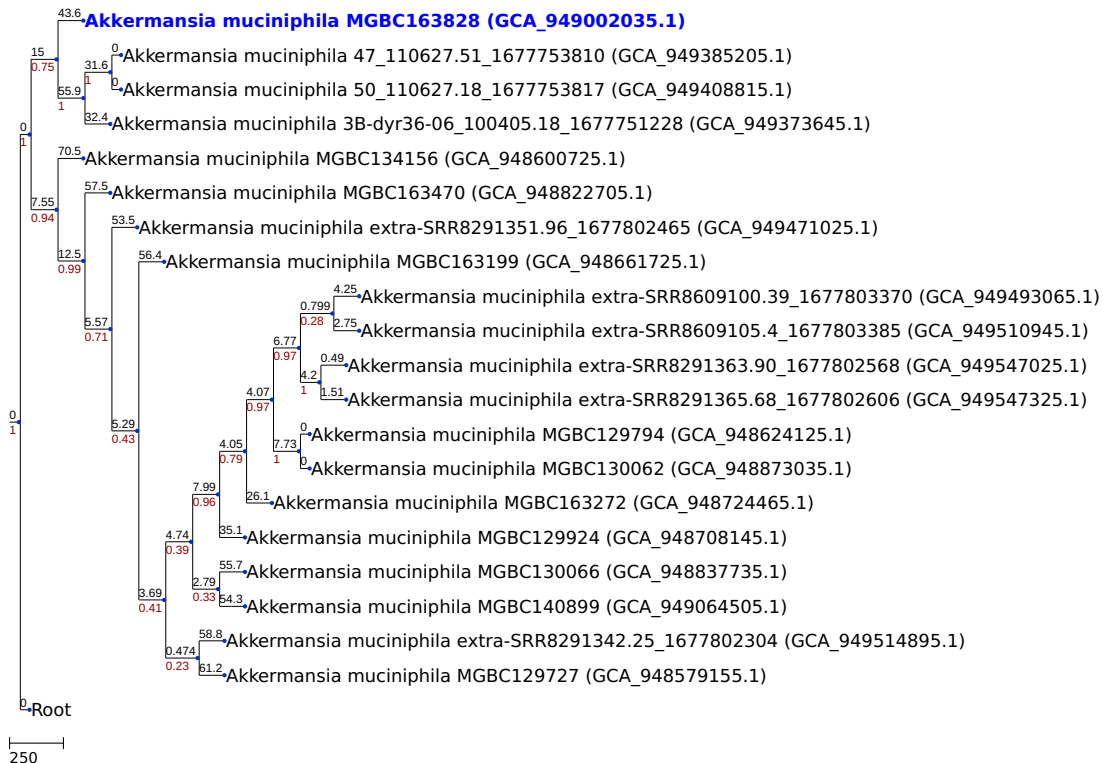 43.6
Akkermansia muciniphila MGBC163828 (GCA_949002035.1)
15
0.75
0
Akkermansia muciniphila 47_110627.51_1677753810 (GCA_949385205.1)
31.6
1
0
Akkermansia muciniphila 50_110627.18_1677753817 (GCA_949408815.1)
55.9
1
32.4
Akkermansia muciniphila 3B-dyr36-06_100405.18_1677751228 (GCA_949373645.1)
0
1
70.5
Akkermansia muciniphila MGBC134156 (GCA_948600725.1)
57.5
Akkermansia muciniphila MGBC163470 (GCA_948822705.1)
7.55
0.94
53.5
Akkermansia muciniphila extra-SRR8291351.96_1677802465 (GCA_949471025.1)
12.5
0.99
56.4
Akkermansia muciniphila MGBC163199 (GCA_948661725.1)
4.25
Akkermansia muciniphila extra-SRR8609100.39_1677803370 (GCA_949493065.1)
0.799
0.28
5.57
0.71
2.75
Akkermansia muciniphila extra-SRR8609105.4_1677803385 (GCA_949510945.1)
6.77
0.97
0.49
Akkermansia muciniphila extra-SRR8291363.90_1677802568 (GCA_949547025.1)
4.2
1
1.51
Akkermansia muciniphila extra-SRR8291365.68_1677802606 (GCA_949547325.1)
4.07
0.97
0
1
5.29
0.43
0
Akkermansia muciniphila MGBC129794 (GCA_948624125.1)
4.05
0.79
7.73
1
0
Akkermansia muciniphila MGBC130062 (GCA_948873035.1)
7.99
0.96
26.1
Akkermansia muciniphila MGBC163272 (GCA_948724465.1)
4.74
0.39
35.1
Akkermansia muciniphila MGBC129924 (GCA_948708145.1)
55.7
Akkermansia muciniphila MGBC130066 (GCA_948837735.1)
2.79
0.33
3.69
0.41
54.3
Akkermansia muciniphila MGBC140899 (GCA_949064505.1)
58.8
Akkermansia muciniphila extra-SRR8291342.25_1677802304 (GCA_949514895.1)
0.474
0.23
61.2
Akkermansia muciniphila MGBC129727 (GCA_948579155.1)
0
Root
250